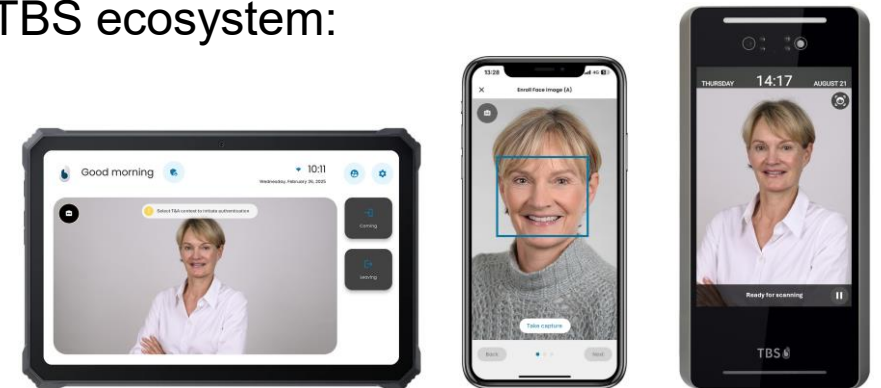 TBS ecosystem:
Good morning
10:11
Wednesday, February 26, 2025
Select T&A context to initiate authentication
Coming
Leaving
13:28
4G
Enroll Face Image (A)
Take capture
Back
Next
THURSDAY
14:17
AUGUST 21
Ready for scanning
TBS